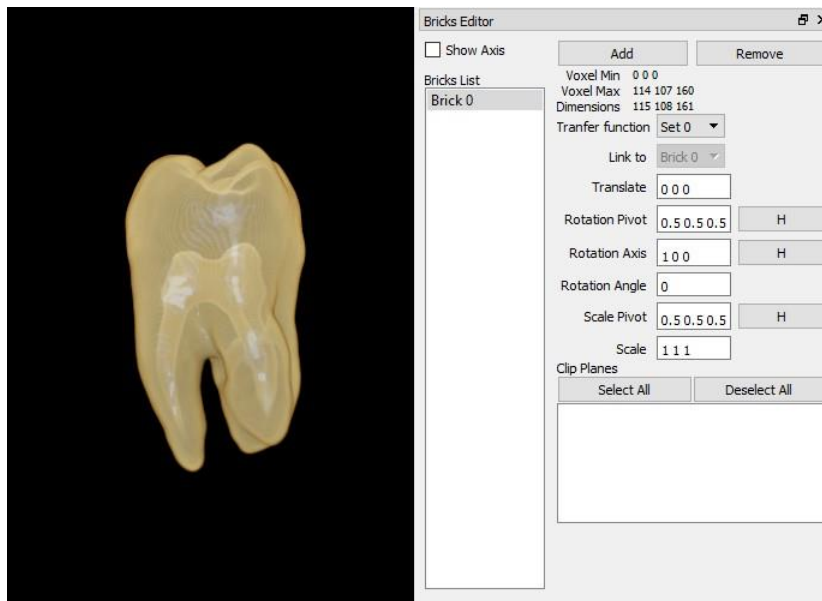 Bricks Editor
Show Axis
Add Remove
Bricks List
Brick 0
Voxel Min 0 0 0
Voxel Max 114 107 160
Dimensions 115 108 161
Tranfer function Set 0
Link to Brick 0
Translate 0 0 0
Rotation Pivot 0.5 0.5 0.5 H
Rotation Axis 1 0 0 H
Rotation Angle 0
Scale Pivot 0.5 0.5 0.5 H
Scale 1 1 1
Clip Planes
Select All Deselect All